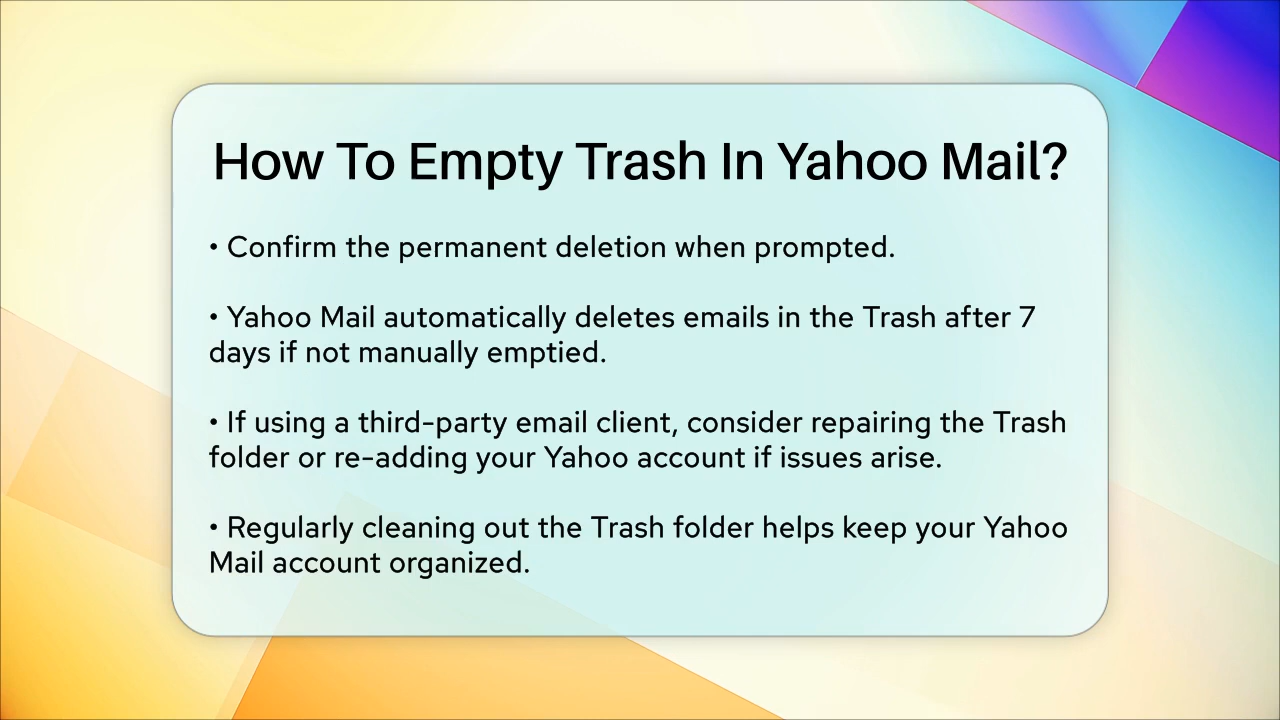 How To Empty Trash In Yahoo Mail?
• Confirm the permanent deletion when prompted.
• Yahoo Mail automatically deletes emails in the Trash after 7
days if not manually emptied.
• If using a third-party email client, consider repairing the Trash
folder or re-adding your Yahoo account if issues arise.
• Regularly cleaning out the Trash folder helps keep your Yahoo
Mail account organized.